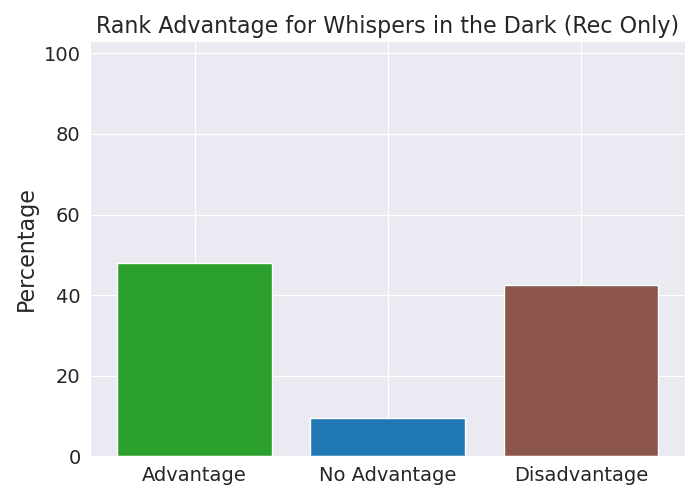 Rank Advantage for Whispers in the Dark (Rec Only)
100
80
60
40
20
0
Percentage
Advantage
No Advantage
Disadvantage